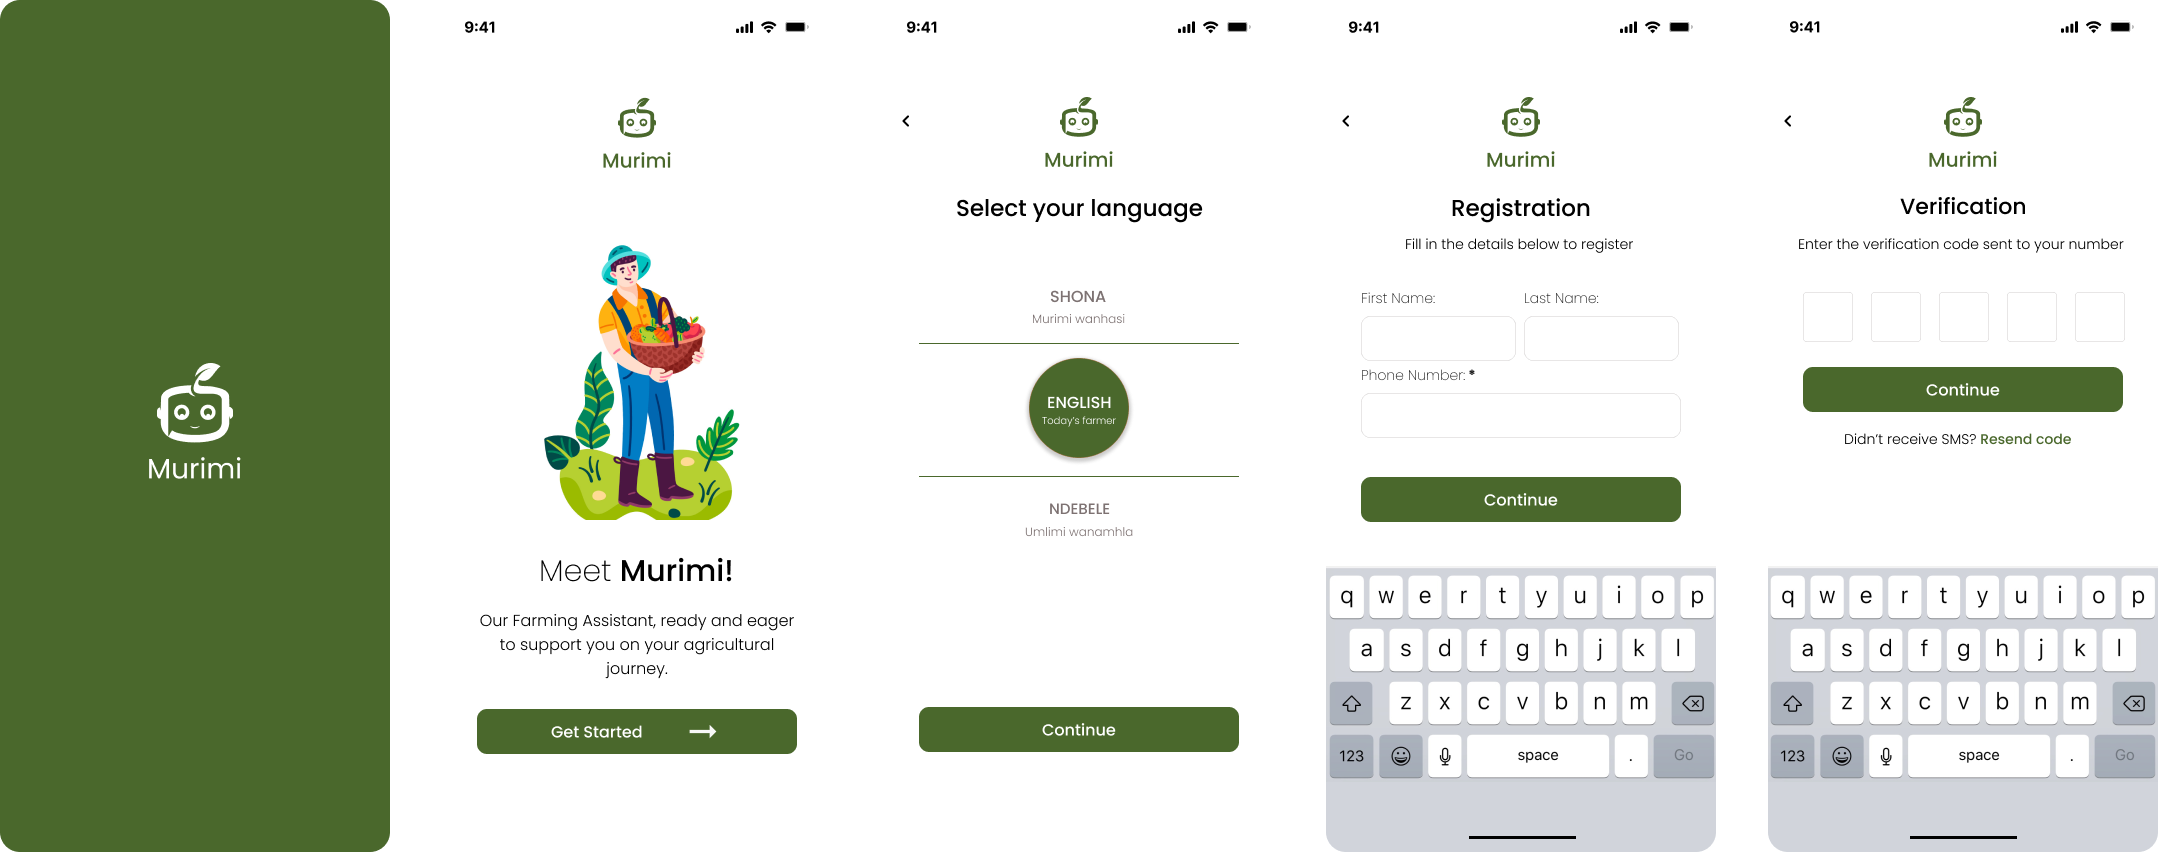 Murimi
9:41
Murimi
Meet Murimi!
Our Farming Assistant, ready and eager
to support you on your agricultural
journey.
Get Started
9:41
Murimi
Select your language
SHONA
Murimi wanhasi
ENGLISH
Today's farmer
NDEBELE
Umlimi wanamhla
Continue
9:41
Murimi
Registration
Fill in the details below to register
First Name: Last Name:
Phone Number: *
Continue
q w e r t y u i o p
a s d f g h j k l
z x c v b n m
123 space . Go
9:41
Murimi
Verification
Enter the verification code sent to your number
Continue
Didn't receive SMS? Resend code
q w e r t y u i o p
a s d f g h j k l
z x c v b n m
123 space . Go